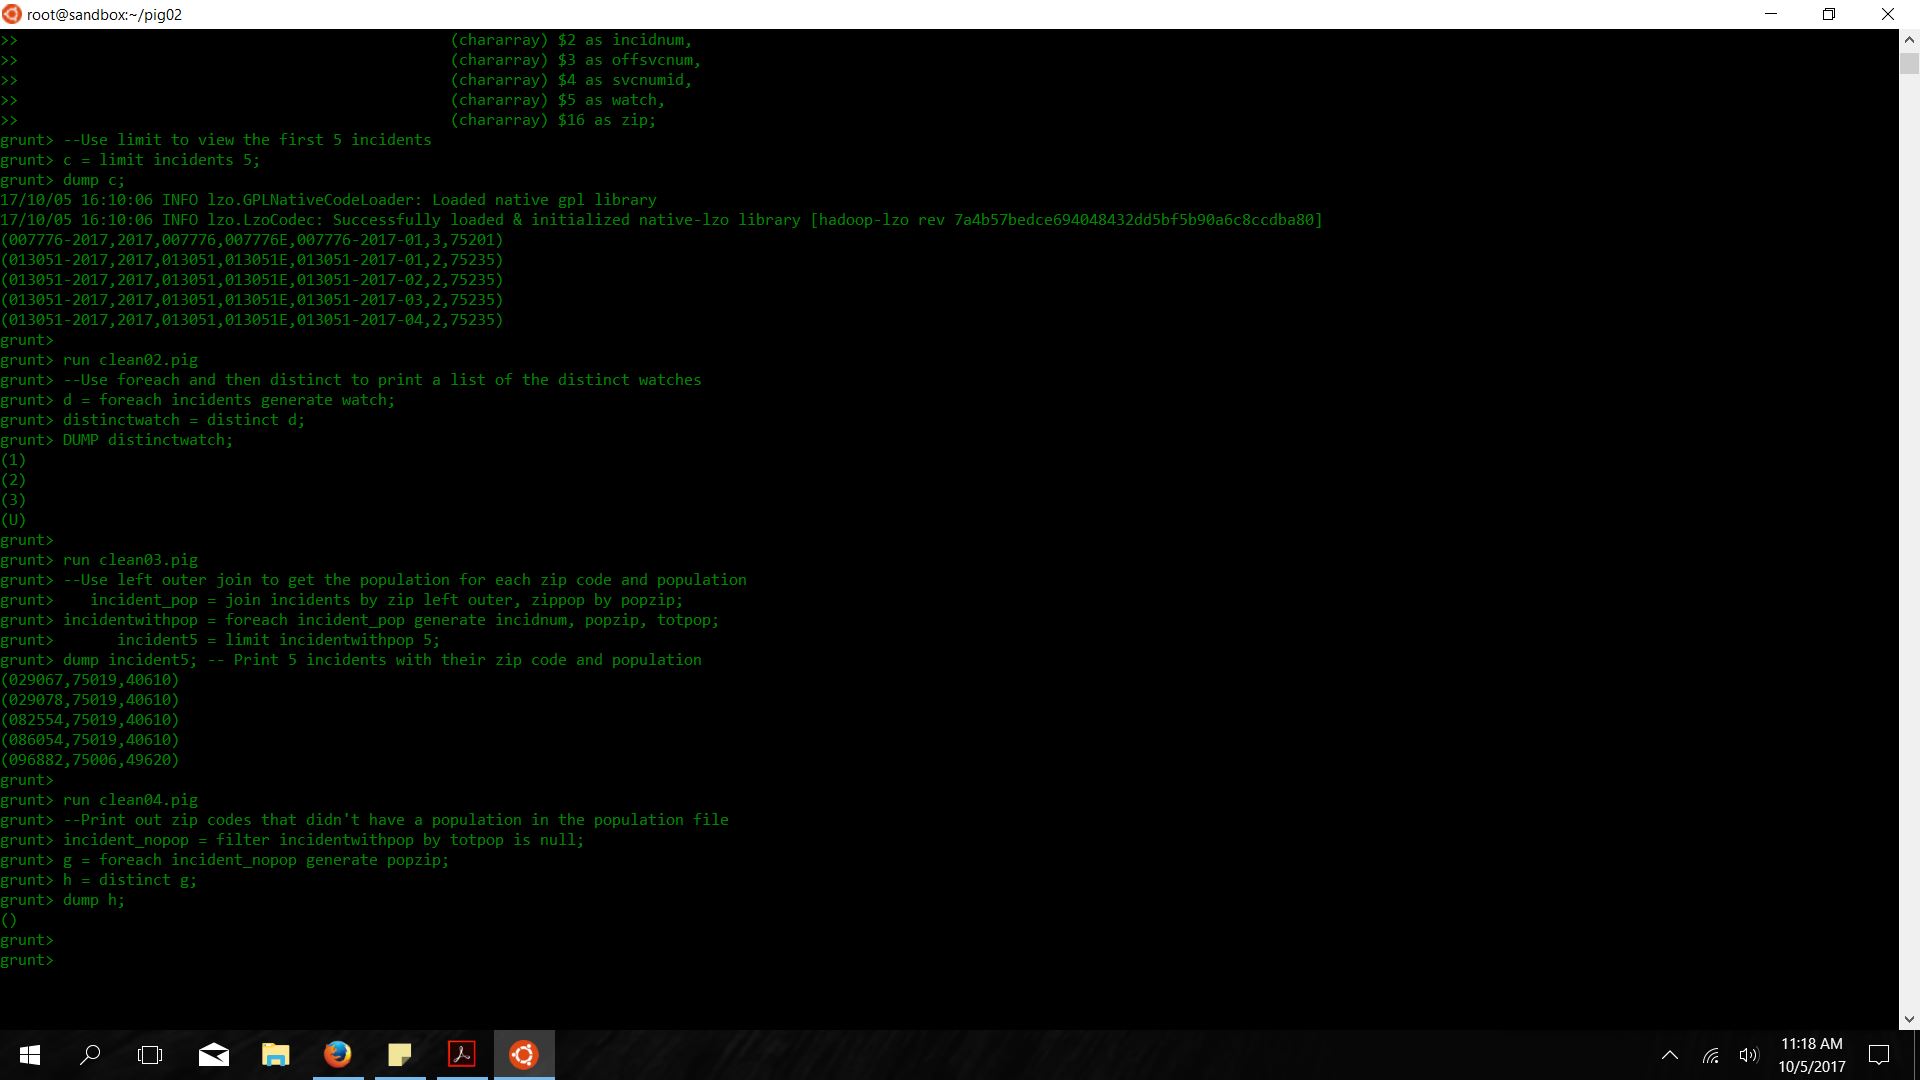 root@sandbox:~/pig02
>> (chararray) $2 as incidnum,
>> (chararray) $3 as offsvcnum,
>> (chararray) $4 as svcnumid,
>> (chararray) $5 as watch,
>> (chararray) $16 as zip;
grunt> --Use limit to view the first 5 incidents
grunt> c = limit incidents 5;
grunt> dump c;
17/10/05 16:10:06 INFO lzo.GPLNativeCodeLoader: Loaded native gpl library
17/10/05 16:10:06 INFO lzo.LzoCodec: Successfully loaded & initialized native-lzo library [hadoop-lzo rev 7a4b57bedce694048432dd5bf5b90a6c8ccdba80]
(007776-2017,2017,007776,007776E,007776-2017-01,3,75201)
(013051-2017,2017,013051,013051E,013051-2017-01,2,75235)
(013051-2017,2017,013051,013051E,013051-2017-02,2,75235)
(013051-2017,2017,013051,013051E,013051-2017-03,2,75235)
(013051-2017,2017,013051,013051E,013051-2017-04,2,75235)
grunt>
grunt> run clean02.pig
grunt> --Use foreach and then distinct to print a list of the distinct watches
grunt> d = foreach incidents generate watch;
grunt> distinctwatch = distinct d;
grunt> DUMP distinctwatch;
(1)
(2)
(3)
(U)
grunt>
grunt> run clean03.pig
grunt> --Use left outer join to get the population for each zip code and population
grunt> incident_pop = join incidents by zip left outer, zippop by popzip;
grunt> incidentwithpop = foreach incident_pop generate incidnum, popzip, totpop;
grunt> incident5 = limit incidentwithpop 5;
grunt> dump incident5; -- Print 5 incidents with their zip code and population
(029067,75019,40610)
(029078,75019,40610)
(082554,75019,40610)
(086054,75019,40610)
(096882,75006,49620)
grunt>
grunt> run clean04.pig
grunt> --Print out zip codes that didn't have a population in the population file
grunt> incident_nopop = filter incidentwithpop by totpop is null;
grunt> g = foreach incident_nopop generate popzip;
grunt> h = distinct g;
grunt> dump h;
()
grunt>
grunt>
11:18 AM
10/5/2017